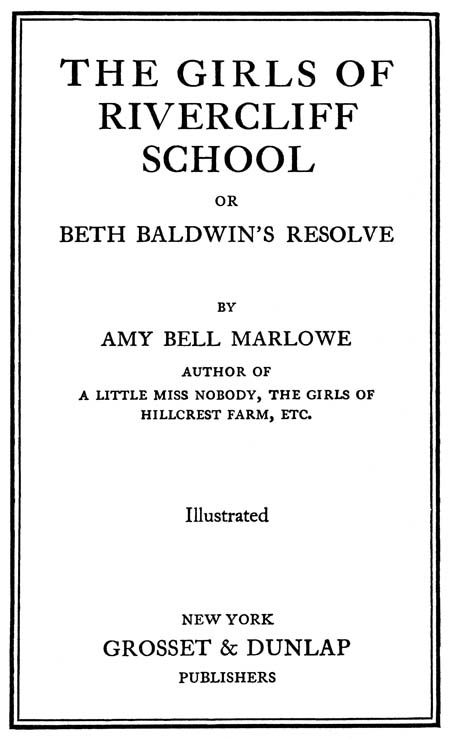 THE GIRLS OF
RIVERCLIFF
SCHOOL
OR
BETH BALDWIN'S RESOLVE
BY
AMY BELL MARLOWE
AUTHOR OF
A LITTLE MISS NOBODY, THE GIRLS OF
HILLCREST FARM, ETC.
Illustrated
NEW YORK
GROSSET & DUNLAP
PUBLISHERS